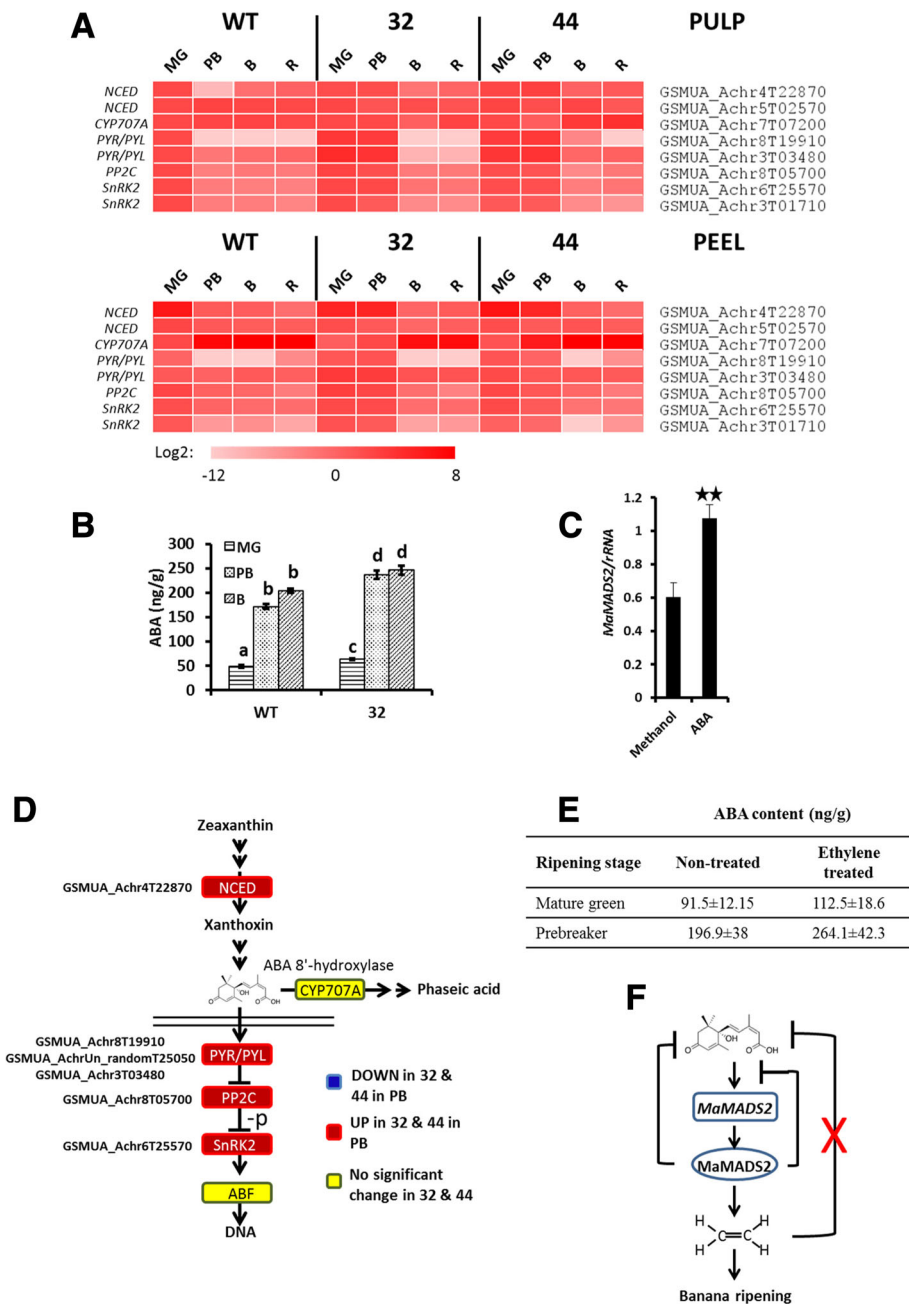 A
WT 32 44 PULP
MG PB B R MG PB B R MG PB B R
NCED GSMUA_Achr4T22870
NCED GSMUA_Achr5T02570
CYP707A GSMUA_Achr7T07200
PYR/PYL GSMUA_Achr8T19910
PYR/PYL GSMUA_Achr3T03480
PP2C GSMUA_Achr8T05700
SnRK2 GSMUA_Achr6T25570
SnRK2 GSMUA_Achr3T01710
WT 32 44 PEEL
MG PB B R MG PB B R MG PB B R
NCED GSMUA_Achr4T22870
NCED GSMUA_Achr5T02570
CYP707A GSMUA_Achr7T07200
PYR/PYL GSMUA_Achr8T19910
PYR/PYL GSMUA_Achr3T03480
PP2C GSMUA_Achr8T05700
SnRK2 GSMUA_Achr6T25570
SnRK2 GSMUA_Achr3T01710
Log2:
-12 0 8
B
ABA (ng/g)
300
250
200
150
100
50
0
MG
PB
B
a b b c d d
WT 32
C
MaMADS2/rRNA
1.2
1
0.8
0.6
0.4
0.2
0
★★
Methanol ABA
D
Zeaxanthin
GSMUA_Achr4T22870 NCED
Xanthoxin
ABA 8'-hydroxylase
O OH O OH
CYP707A Phaseic acid
GSMUA_Achr8T19910
GSMUA_AchrUn_randomT25050 PYR/PYL
GSMUA_Achr3T03480
GSMUA_Achr8T05700 PP2C
-p
GSMUA_Achr6T25570 SnRK2
ABF
DNA
DOWN in 32 &
44 in PB
UP in 32 & 44 in
PB
No significant
change in 32 & 44
E
ABA content (ng/g)
Ripening stage Non-treated Ethylene
treated
Mature green 91.5±12.15 112.5±18.6
Prebreaker 196.9±38 264.1±42.3
F
O OH O OH
MaMADS2
X
MaMADS2
H H
C=C
H H
Banana ripening